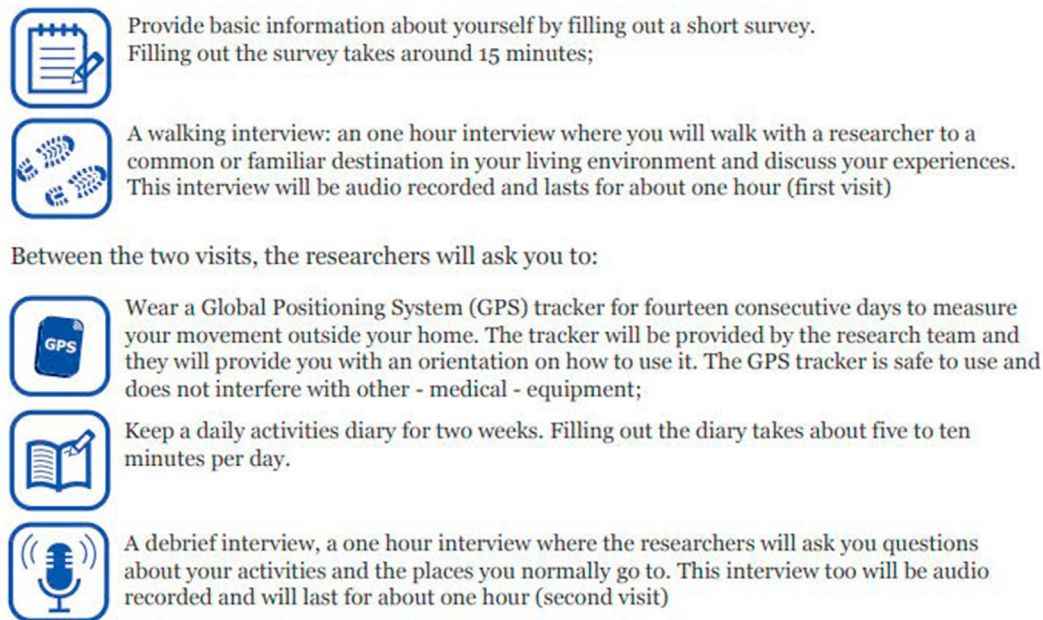 Provide basic information about yourself by filling out a short survey.
Filling out the survey takes around 15 minutes;
A walking interview: an one hour interview where you will walk with a researcher to a
common or familiar destination in your living environment and discuss your experiences.
This interview will be audio recorded and lasts for about one hour (first visit)
Between the two visits, the researchers will ask you to:
Wear a Global Positioning System (GPS) tracker for fourteen consecutive days to measure
your movement outside your home. The tracker will be provided by the research team and
they will provide you with an orientation on how to use it. The GPS tracker is safe to use and
does not interfere with other - medical - equipment;
GPS
Keep a daily activities diary for two weeks. Filling out the diary takes about five to ten
minutes per day.
A debrief interview, a one hour interview where the researchers will ask you questions
about your activities and the places you normally go to. This interview too will be audio
recorded and will last for about one hour (second visit)